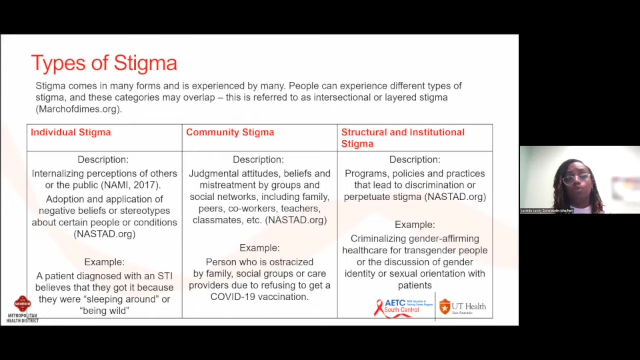 Types of Stigma
Stigma comes in many forms and is experienced by many. People can experience different types of
stigma, and these categories may overlap – this is referred to as intersectional or layered stigma
(Marchofdimes.org).
Individual Stigma
Description:
Internalizing perceptions of others
or the public (NAMI, 2017).
Adoption and application of
negative beliefs or stereotypes
about certain people or conditions
(NASTAD.org)
Example:
A patient diagnosed with an STI
believes that they got it because
they were “sleeping around” or
“being wild”
Community Stigma
Description:
Judgmental attitudes, beliefs and
mistreatment by groups and
social networks, including family,
peers, co-workers, teachers,
classmates, etc. (NASTAD.org)
Example:
Person who is ostracized
by family, social groups or care
providers due to refusing to get a
COVID-19 vaccination.
Structural and Institutional
Stigma
Description:
Programs, policies and practices
that lead to discrimination or
perpetuate stigma (NASTAD.org)
Example:
Criminalizing gender-affirming
healthcare for transgender people
or the discussion of gender
identity or sexual orientation with
patients
METROPOLITAN
HEALTH DISTRICT
AETC
South Central
UT Health
San Antonio